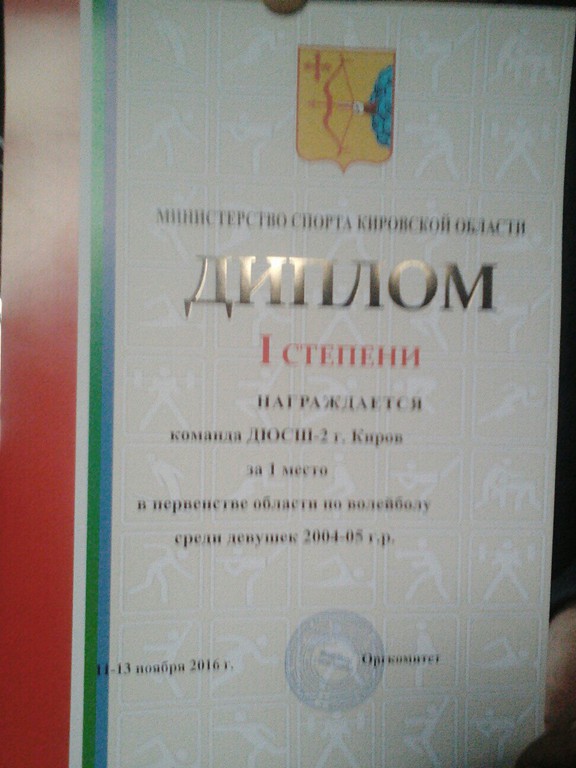 МИНИСТЕРСТВО СПОРТА КИРОВСКОЙ ОБЛАСТИ
ДИПЛОМ
I СТЕПЕНИ
НАГРАЖДАЕТСЯ
команда ДЮСШ-2 г. Киров
за 1 место
в первенстве области по волейболу
среди девушек 2004-05 г.р.
11-13 ноября 2016 г. Оргкомитет